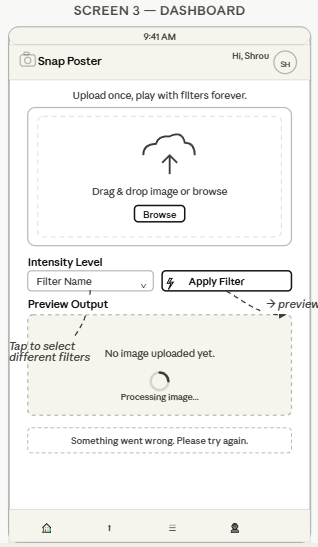 SCREEN 3 — DASHBOARD
9:41 AM
Snap Poster
Hi, Shrou
SH
Upload once, play with filters forever.
Drag & drop image or browse
Browse
Intensity Level
Filter Name
Apply Filter
Preview Output
→ preview
Tap to select
different filters
No image uploaded yet.
Processing image...
Something went wrong. Please try again.